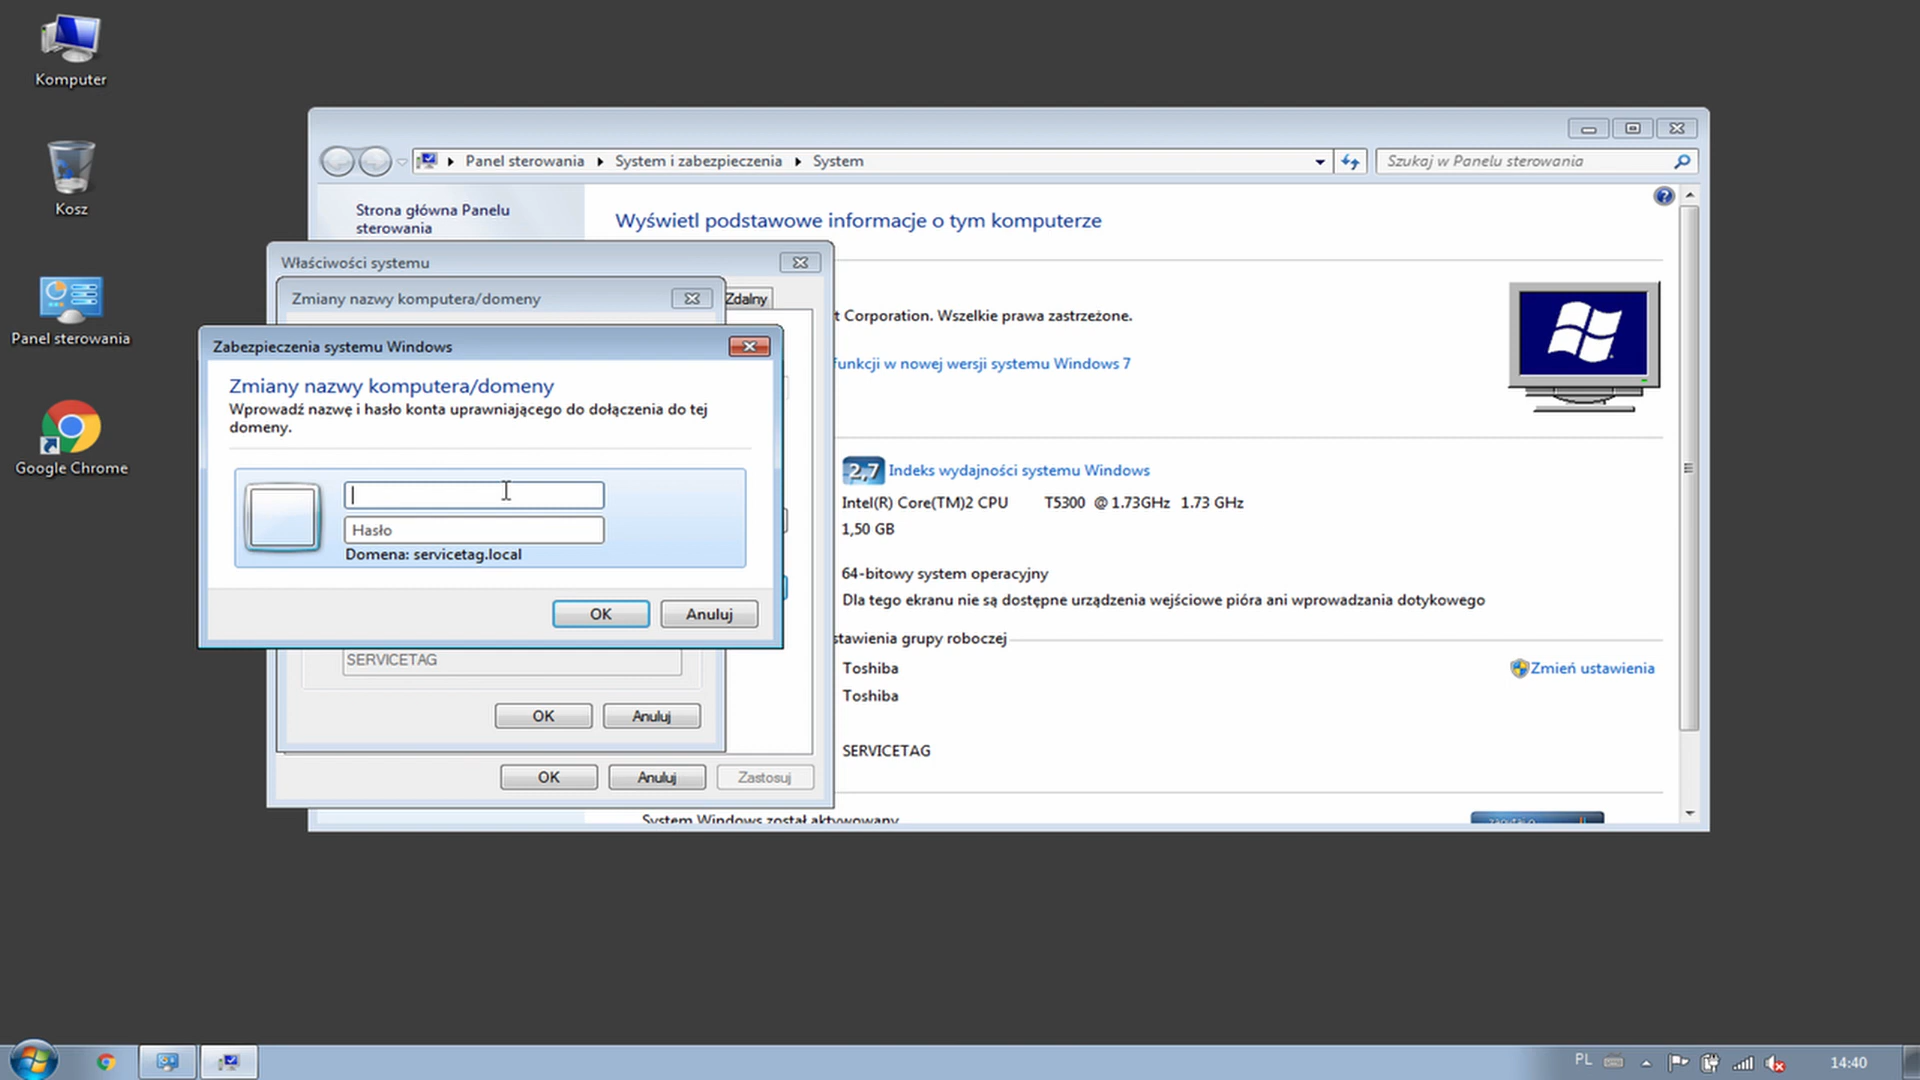 Komputer
Kosz
Panel sterowania
Google Chrome
Panel sterowania
System i zabezpieczenia
System
Szukaj w Panelu sterowania
Strona główna Panelu
sterowania
Wyświetl podstawowe informacje o tym komputerze
Właściwości systemu
Zmiany nazwy komputera/domeny
Zdalny
t Corporation. Wszelkie prawa zastrzeżone.
funkcji w nowej wersji systemu Windows 7
Zabezpieczenia systemu Windows
Zmiany nazwy komputera/domeny
Wprowadź nazwę i hasło konta uprawniającego do dołączenia do tej
domeny.
Hasło
Domena: servicetag.local
OK
Anuluj
SERVICETAG
OK
Anuluj
OK
Anuluj
Zastosuj
2,7
Indeks wydajności systemu Windows
Intel(R) Core(TM)2 CPU T5300 @ 1.73GHz 1.73 GHz
1,50 GB
64-bitowy system operacyjny
Dla tego ekranu nie są dostępne urządzenia wejściowe pióra ani wprowadzania dotykowego
stawienia grupy roboczej
Toshiba
Zmień ustawienia
Toshiba
SERVICETAG
System Windows został aktywowany
PL
14:40